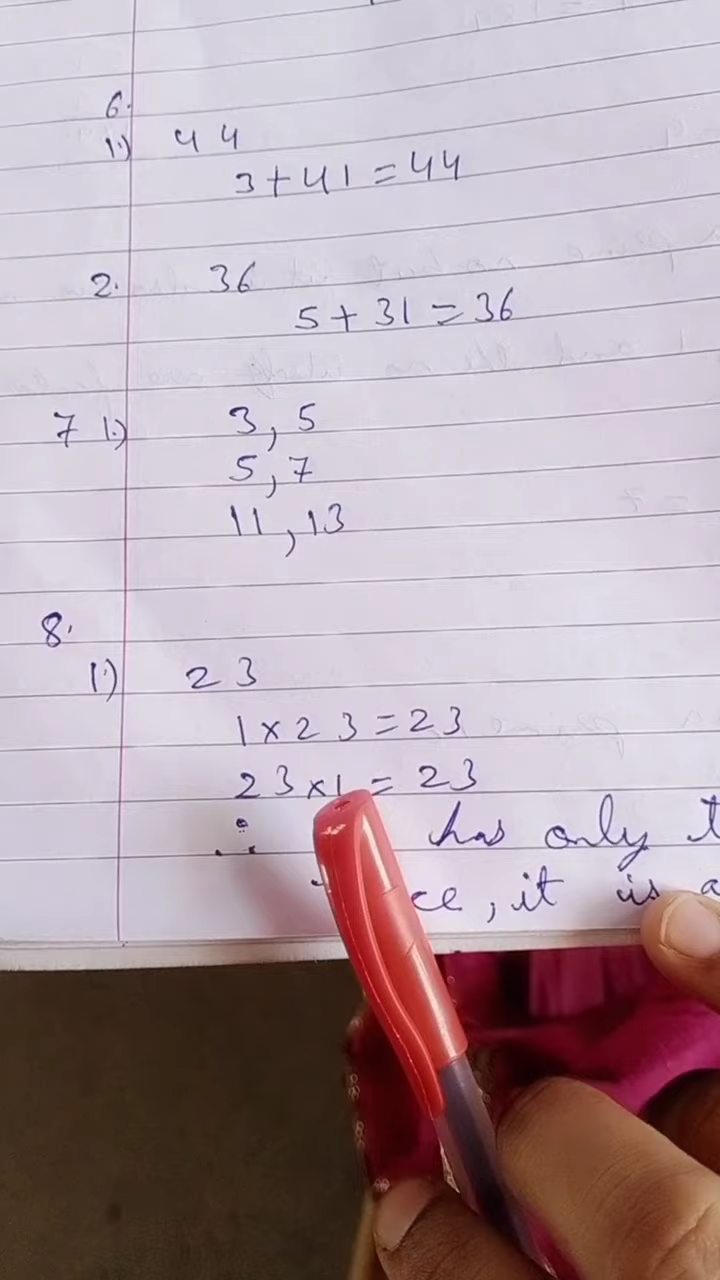 6.
1.) 44
3 + 41 = 44
2. 36
5 + 31 = 36
7 1.) 3, 5
5, 7
11, 13
8.
1.) 23
1 × 23 = 23
23 × 1 = 23
∴ has only
, it is